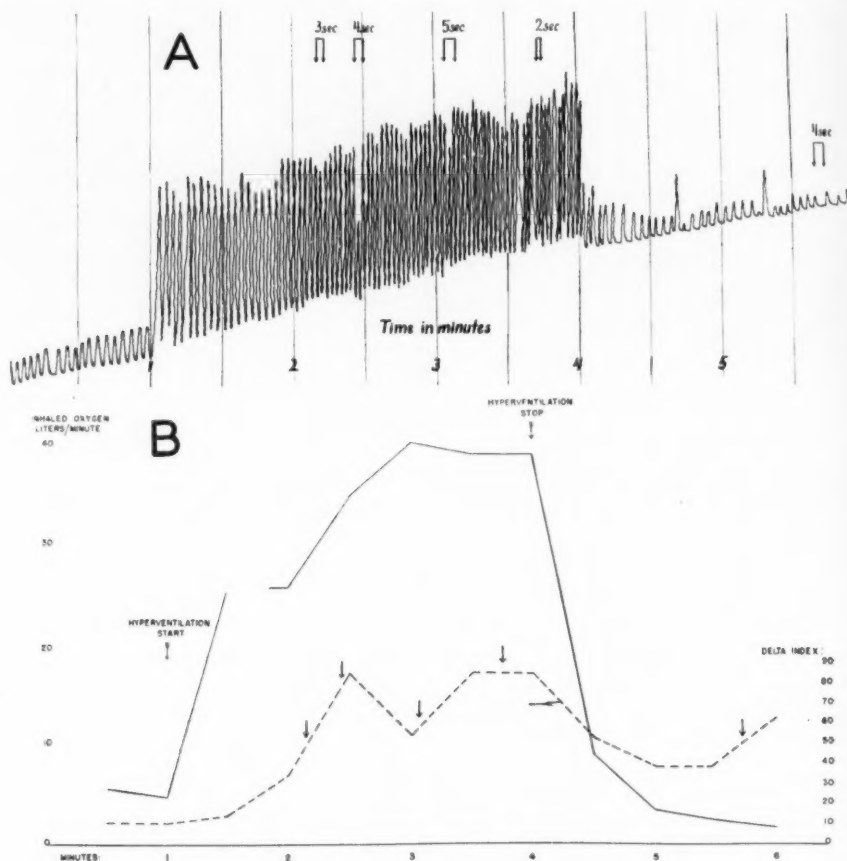 3sec 4sec 5sec 2sec
A
11sec
Time in minutes
1 2 3 4 5
HYPERVENTILATION
STOP
INHALED OXYGEN
LITERS/MINUTE
B
40
30
HYPERVENTILATION
START
20
DELTA INDEX:
90
80
70
60
10
50
40
30
20
10
0 0
MINUTES: 1 2 3 4 5 6